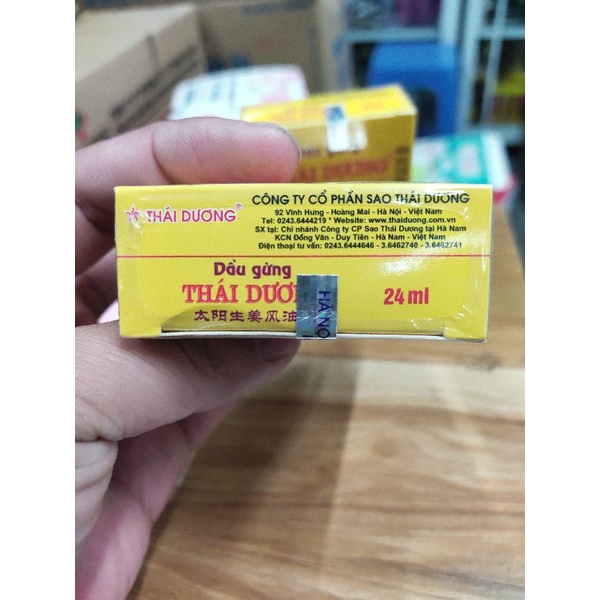 THÁI DƯƠNG®
CÔNG TY CỔ PHẦN SAO THÁI DƯƠNG
92 Vĩnh Hưng - Hoàng Mai - Hà Nội - Việt Nam
Tel: 0243.6444219 * Website: www.thaiduong.com.vn
SX tại: Chi nhánh Công ty CP Sao Thái Dương tại Hà Nam
KCN Đồng Văn - Duy Tiên - Hà Nam - Việt Nam
Điện thoại tư vấn: 0243.6444646 - 3.6462740 - 3.6462741
Dầu gừng
THÁI DƯƠ
24 ml
太阳生姜风油
HÀ NỘ